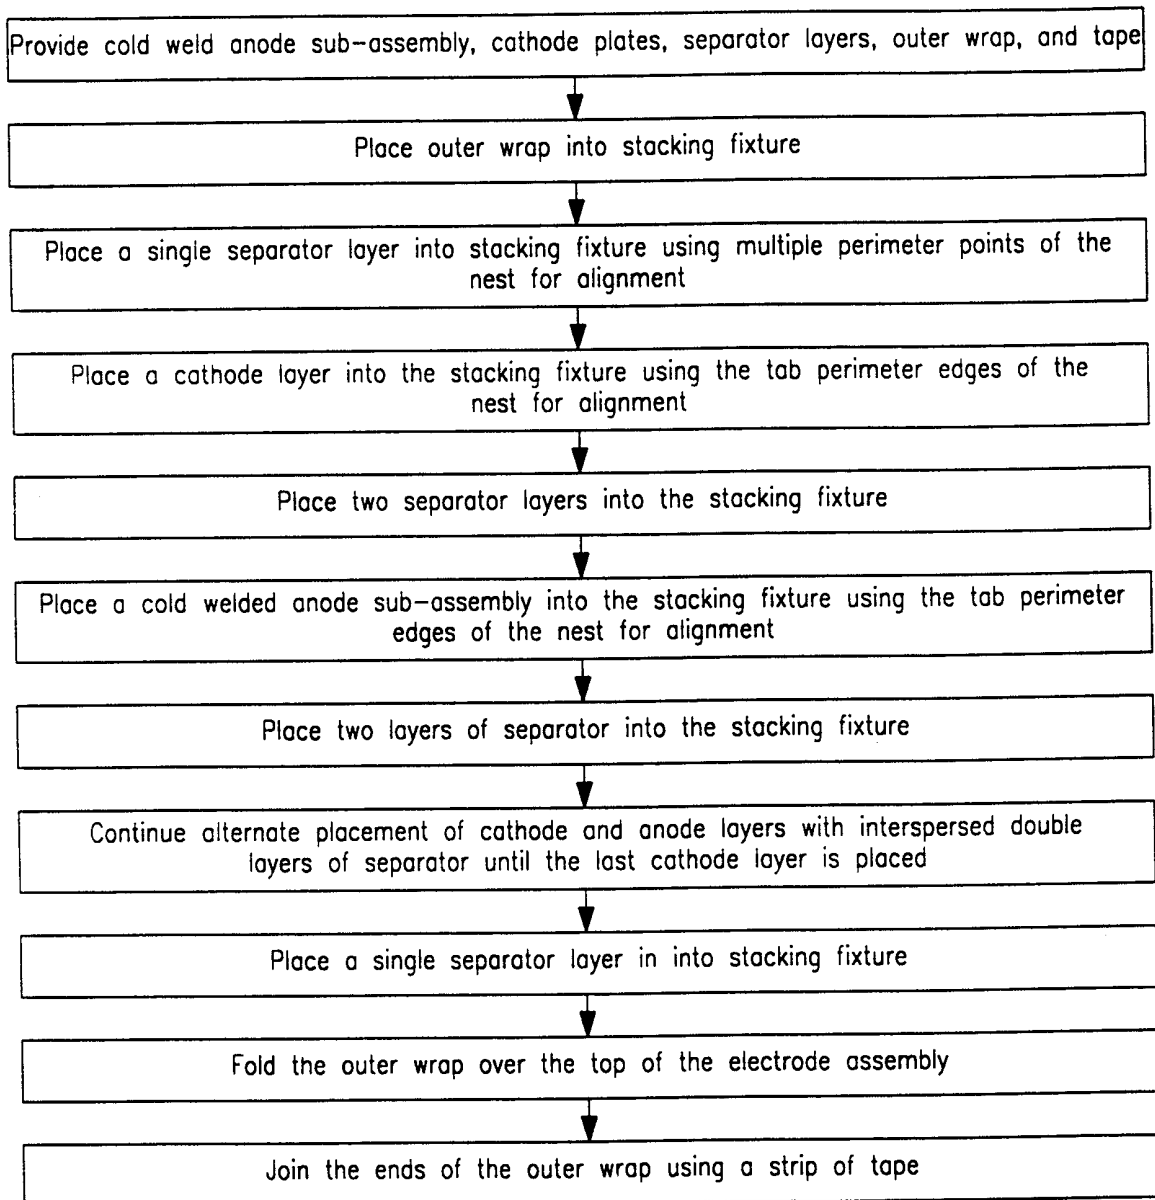 Provide cold weld anode sub-assembly, cathode plates, separator layers, outer wrap, and tape
Place outer wrap into stacking fixture
Place a single separator layer into stacking fixture using multiple perimeter points of the
nest for alignment
Place a cathode layer into the stacking fixture using the tab perimeter edges of the
nest for alignment
Place two separator layers into the stacking fixture
Place a cold welded anode sub-assembly into the stacking fixture using the tab perimeter
edges of the nest for alignment
Place two layers of separator into the stacking fixture
Continue alternate placement of cathode and anode layers with interspersed double
layers of separator until the last cathode layer is placed
Place a single separator layer in into stacking fixture
Fold the outer wrap over the top of the electrode assembly
Join the ends of the outer wrap using a strip of tape